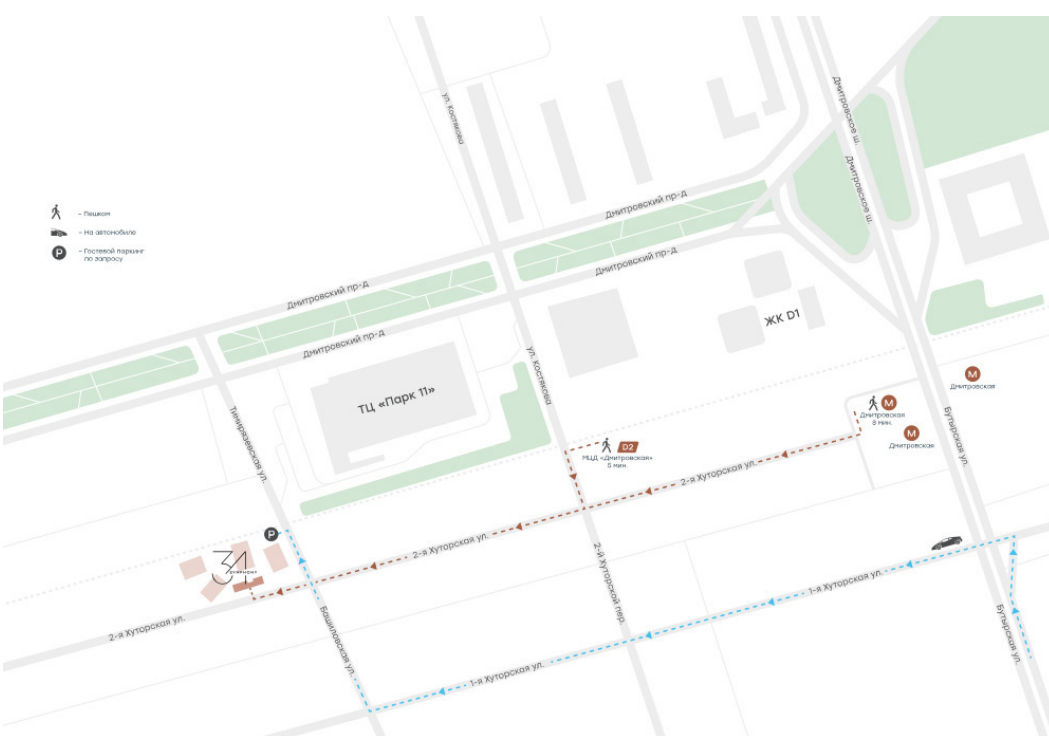 ул. Костякова
Дмитровское ш.
Дмитровское ш.
– Пешком
– На автомобиле
P
– Гостевой паркинг
по запросу
Дмитровский пр-д
Дмитровский пр-д
Дмитровский пр-д
Дмитровский пр-д
ЖК D1
ул. Костякова
ТЦ «Парк 11»
M
Дмитровская
M
Дмитровская
8 мин.
M
Дмитровская
Бутырская ул.
Тимирязевская ул.
D2
МЦД «Дмитровская»
5 мин.
2-я Хуторская ул.
2-я Хуторская ул.
P
31
2-й Хуторской пер.
1-я Хуторская ул.
Бутырская ул.
Башиловская ул.
2-я Хуторская ул.
1-я Хуторская ул.